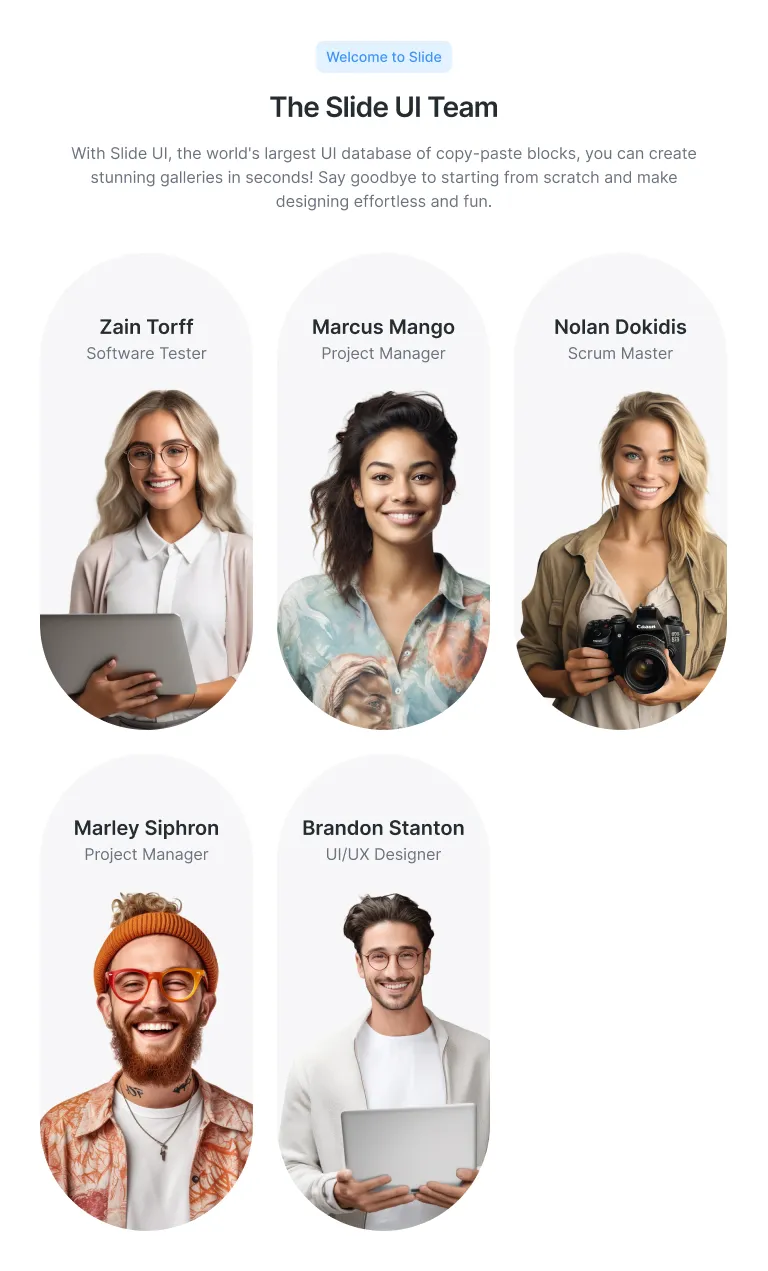 Welcome to Slide
The Slide UI Team
With Slide UI, the world's largest UI database of copy-paste blocks, you can create
stunning galleries in seconds! Say goodbye to starting from scratch and make
designing effortless and fun.
Zain Torff
Software Tester
Marcus Mango
Project Manager
Nolan Dokidis
Scrum Master
Canon
Marley Siphron
Project Manager
Brandon Stanton
UI/UX Designer